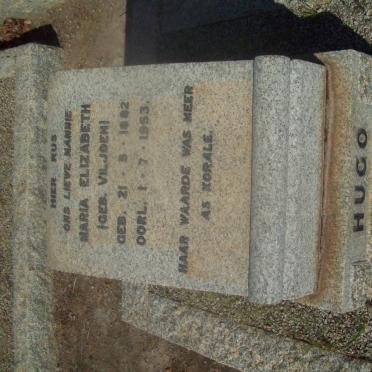 HIER RUS
ONS LIEVE MAMMIE
MARIA ELIZABETH
(GEB. VILJOEN)
GEB. 21 - 5 - 1882
OORL. 1 - 7 - 1953.
HAAR WAARDE WAS MEER
AS KORALE.
HUGO